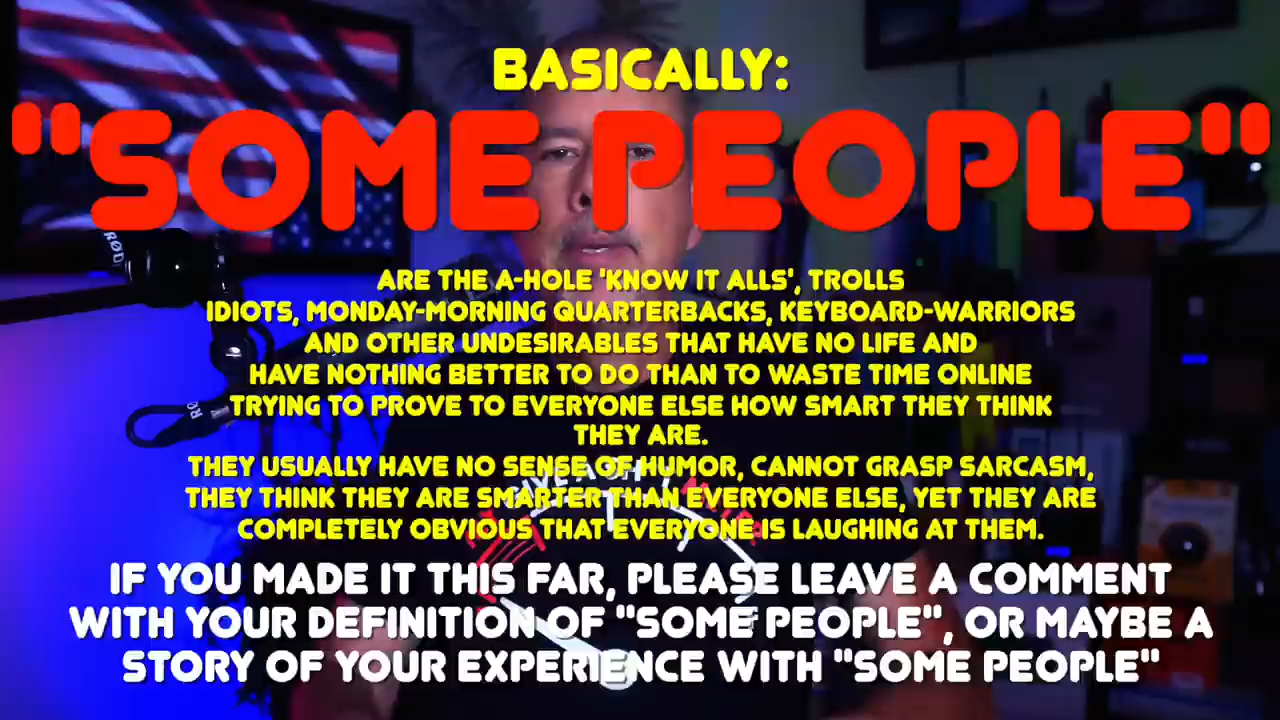 BASICALLY:
"SOME PEOPLE"
ARE THE A-HOLE 'KNOW IT ALLS', TROLLS
IDIOTS, MONDAY-MORNING QUARTERBACKS, KEYBOARD-WARRIORS
AND OTHER UNDESIRABLES THAT HAVE NO LIFE AND
HAVE NOTHING BETTER TO DO THAN TO WASTE TIME ONLINE
TRYING TO PROVE TO EVERYONE ELSE HOW SMART THEY THINK
THEY ARE.
THEY USUALLY HAVE NO SENSE OF HUMOR, CANNOT GRASP SARCASM,
THEY THINK THEY ARE SMARTER THAN EVERYONE ELSE, YET THEY ARE
COMPLETELY OBVIOUS THAT EVERYONE IS LAUGHING AT THEM.
IF YOU MADE IT THIS FAR, PLEASE LEAVE A COMMENT
WITH YOUR DEFINITION OF "SOME PEOPLE", OR MAYBE A
STORY OF YOUR EXPERIENCE WITH "SOME PEOPLE"
RØD